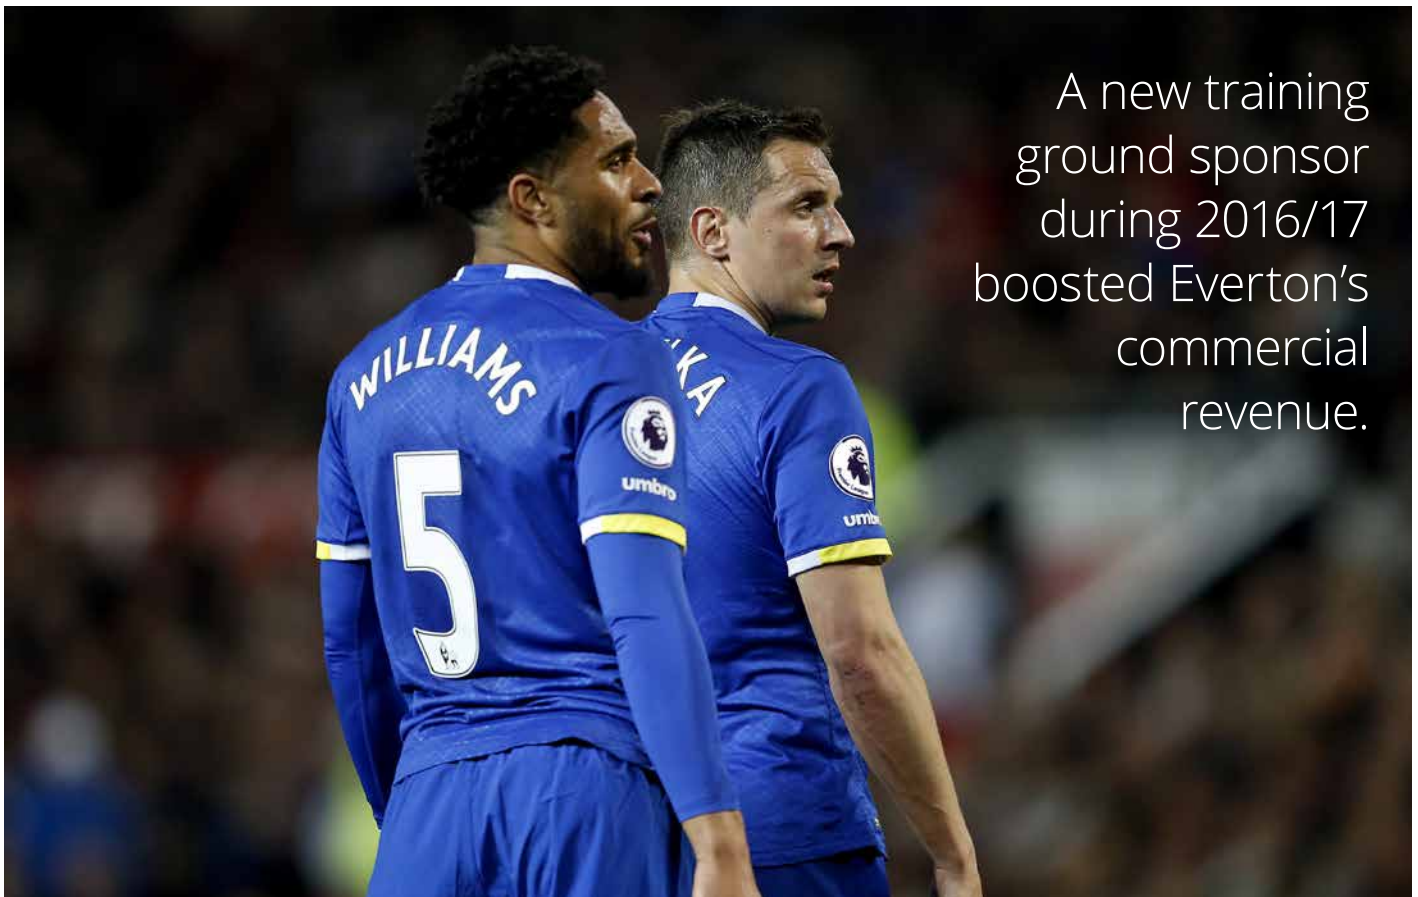 A new training
ground sponsor
during 2016/17
boosted Everton’s
commercial
revenue.
WILLIAMS
5
umbro